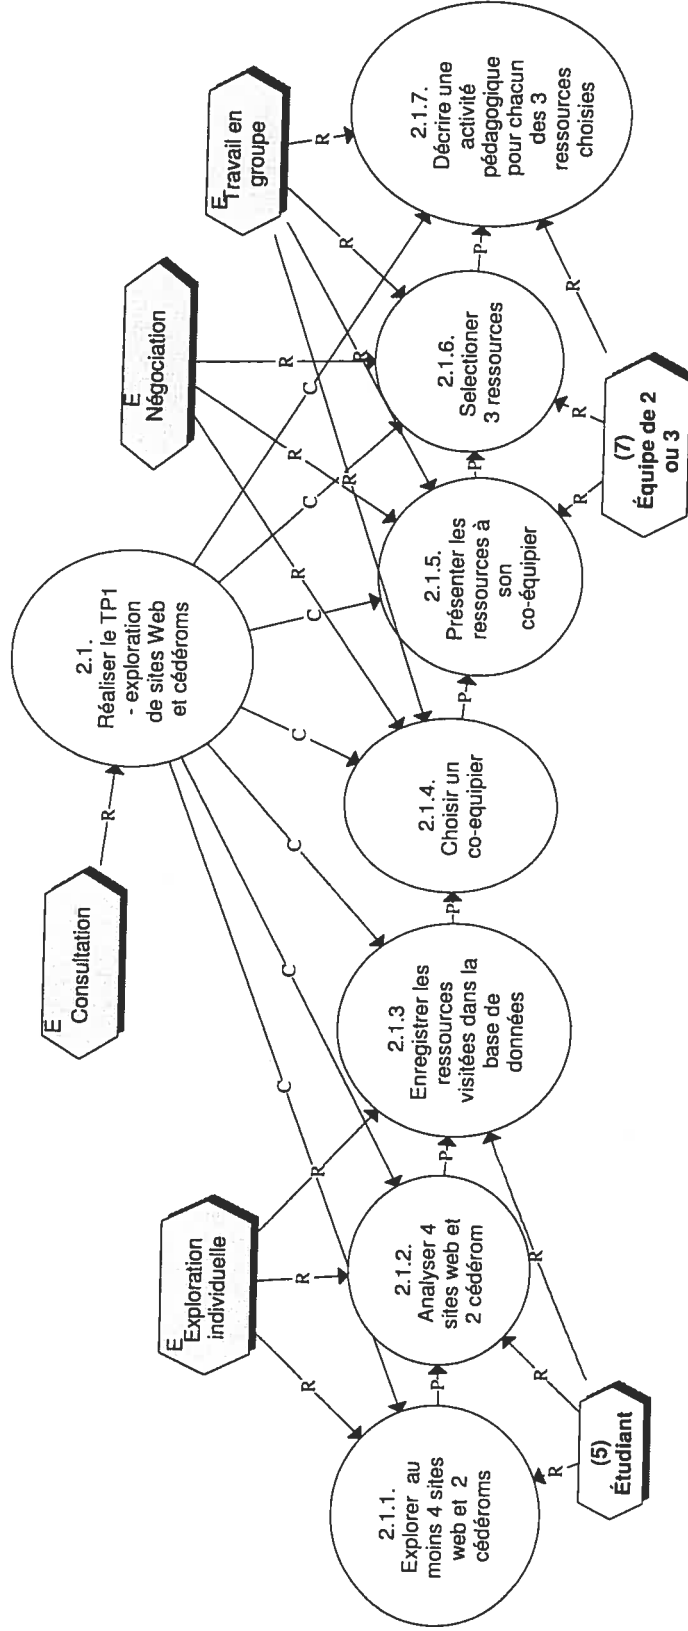 E
Consultation
2.1.
Réaliser le TP1
- exploration
de sites Web
et cédéroms
E
Négociation
E
Travail en
groupe
E
Exploration
individuelle
R
C
C
C
C
C
C
C
R
R
R
R
R
R
R
R
R
R
2.1.1.
Explorer au
moins 4 sites
web et 2
cédéroms
P
2.1.2.
Analyser 4
sites web et
2 cédérom
P
2.1.3
Enregistrer les
ressources
visitées dans la
base de
données
P
2.1.4.
Choisir un
co-equipier
P
2.1.5.
Présenter les
ressources à
son
co-équipier
P
2.1.6.
Selectioner
3 ressources
P
2.1.7.
Décrire une
activité
pédagogique
pour chacun
des 3
ressources
choisies
R
R
R
R
R
R
(5)
Étudiant
(7)
Équipe de 2
ou 3